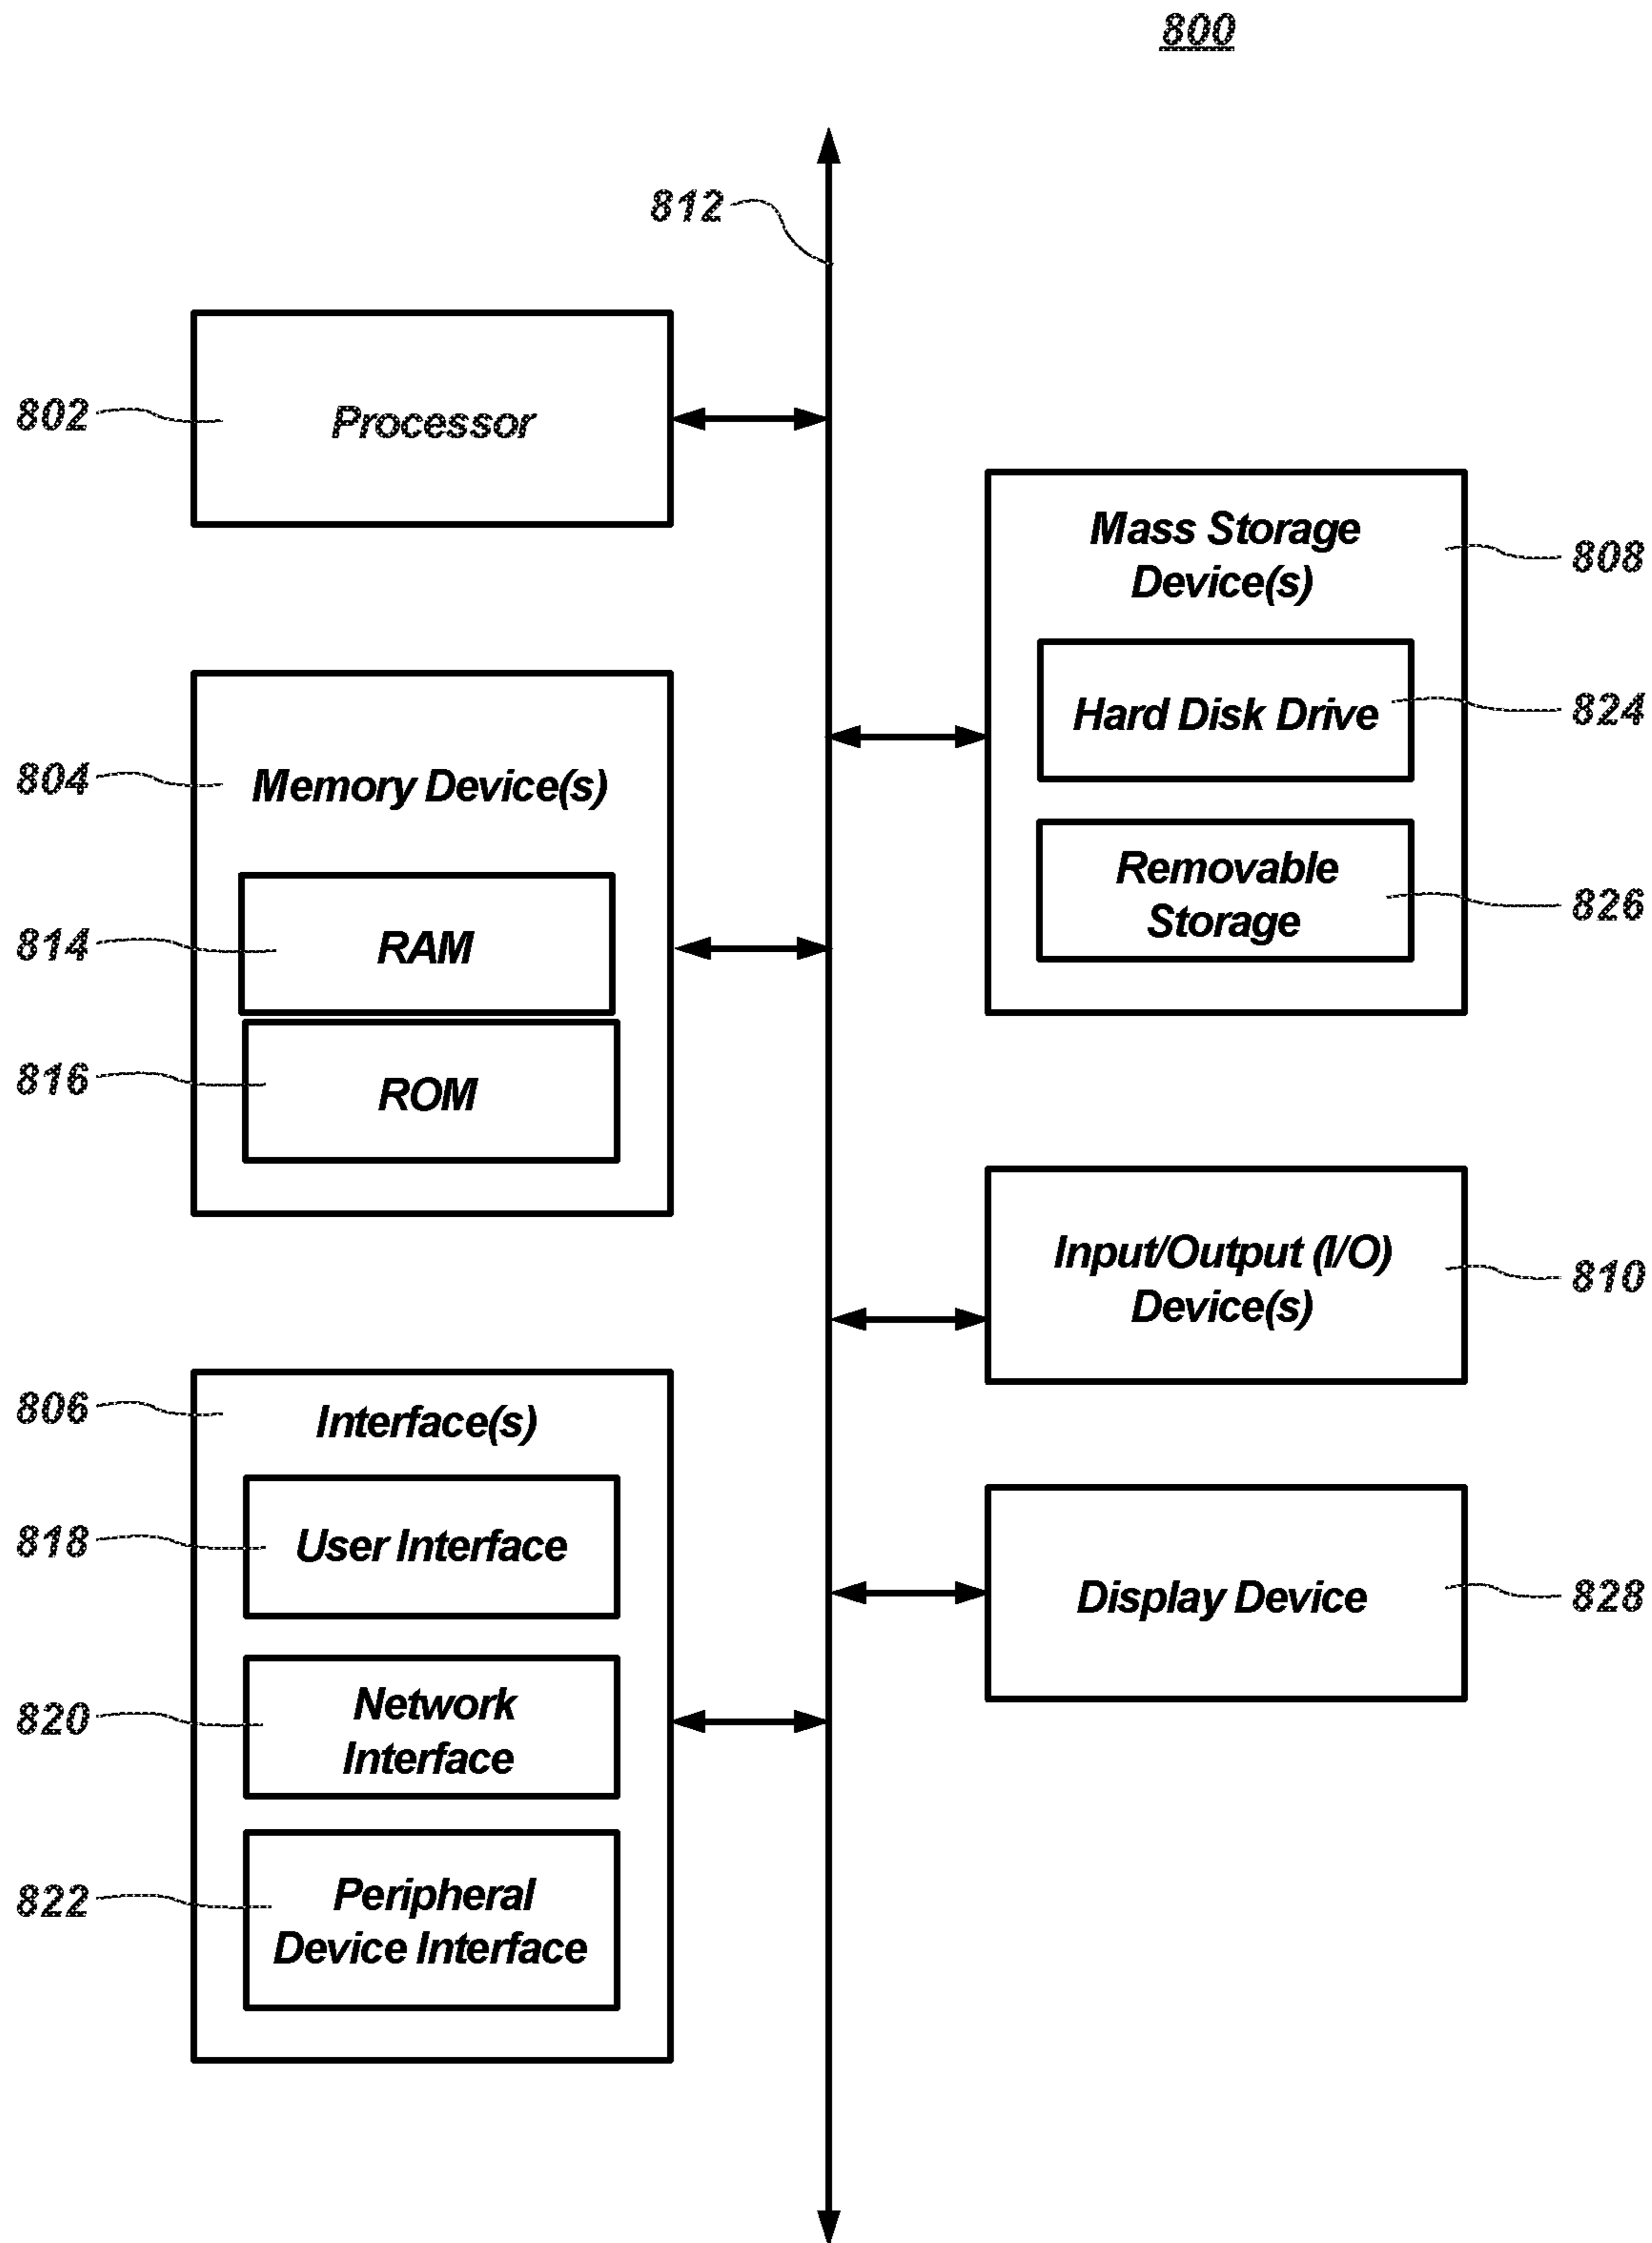 800
812
802
Processor
Mass Storage
Device(s)
808
Hard Disk Drive
824
804
Memory Device(s)
Removable
Storage
826
814
RAM
816
ROM
Input/Output (I/O)
Device(s)
810
806
Interface(s)
818
User Interface
Display Device
828
820
Network
Interface
822
Peripheral
Device Interface